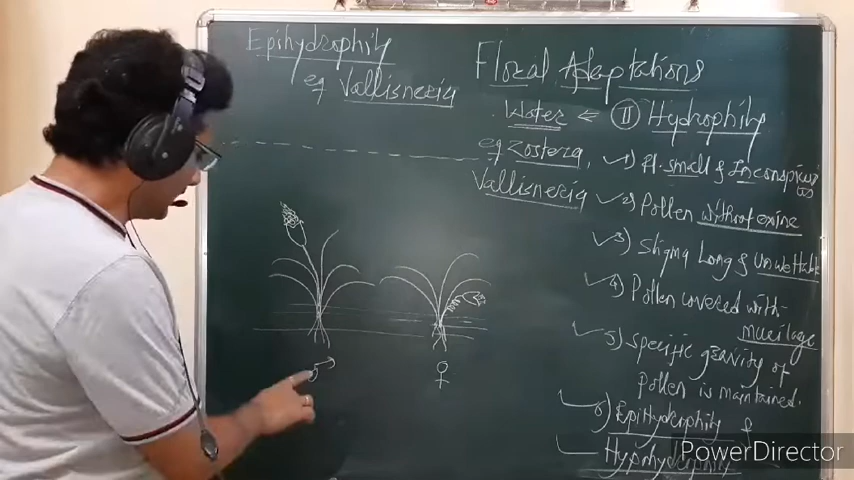 Epihydrophily
eg Vallisneria
Floral Adaptations
Water ⇐ (II) Hydrophily
eg Zostera,
Vallisneria
1) fl. small & Inconspicuous
2) Pollen without exine
3) Stigma Long & Unwettable
4) Pollen covered with
mucilage
5) Specific gravity of
Pollen is maintained.
6) EpiHydrophily &
Hypohydrophily
♂
♀
PowerDirector